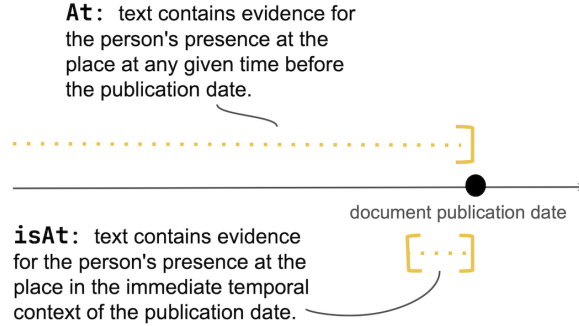 At: text contains evidence for
the person's presence at the
place at any given time before
the publication date.
document publication date
isAt: text contains evidence
for the person's presence at the
place in the immediate temporal
context of the publication date.